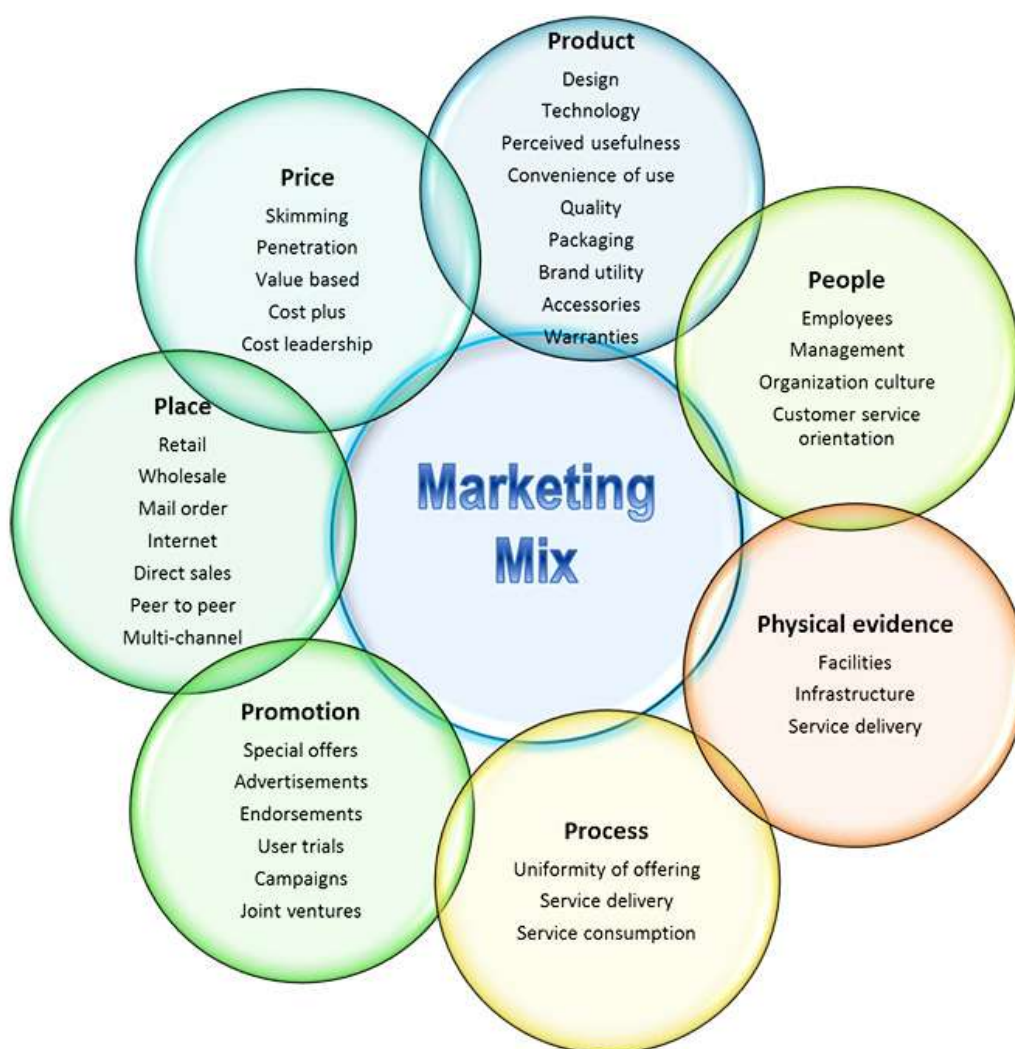 Product
Design
Technology
Perceived usefulness
Convenience of use
Quality
Packaging
Brand utility
Accessories
Warranties
People
Employees
Management
Organization culture
Customer service
orientation
Physical evidence
Facilities
Infrastructure
Service delivery
Process
Uniformity of offering
Service delivery
Service consumption
Promotion
Special offers
Advertisements
Endorsements
User trials
Campaigns
Joint ventures
Place
Retail
Wholesale
Mail order
Internet
Direct sales
Peer to peer
Multi-channel
Price
Skimming
Penetration
Value based
Cost plus
Cost leadership
Marketing
Mix